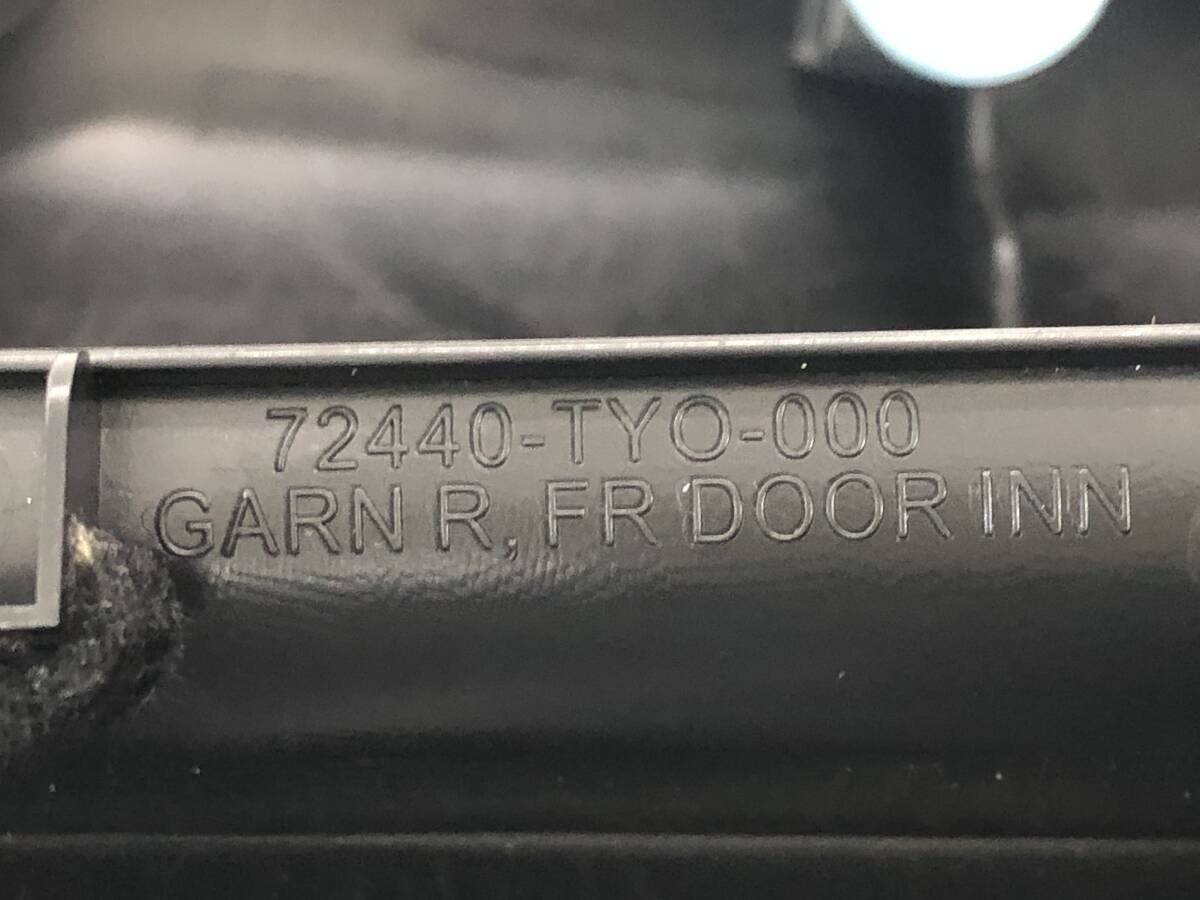 72440-TYO-000
GARN R, FR DOOR INN